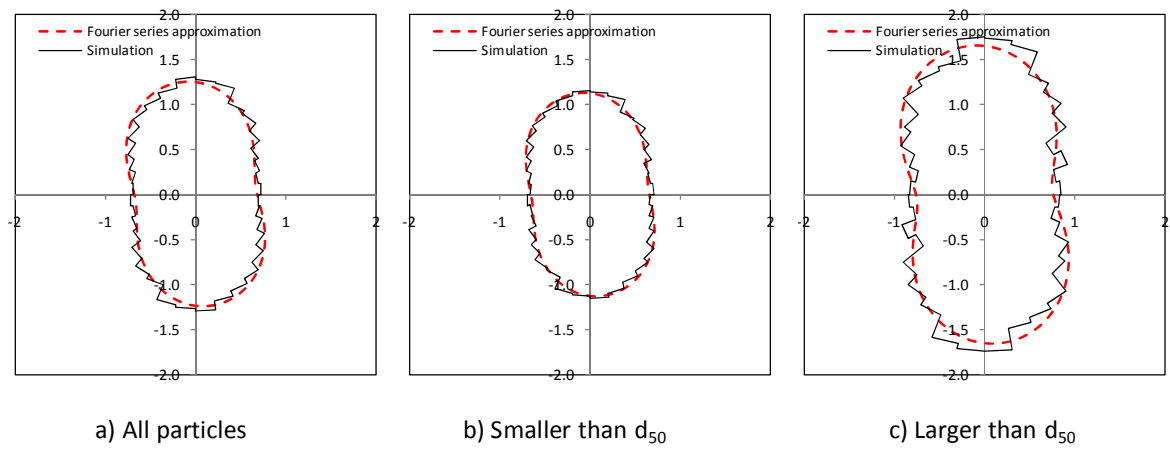 2.0
Fourier series approximation
Simulation
1.5
1.0
0.5
0.0
-2 -1 0 1 2
-0.5
-1.0
-1.5
-2.0
a) All particles
2.0
Fourier series approximation
Simulation
1.5
1.0
0.5
0.0
-2 -1 0 1 2
-0.5
-1.0
-1.5
-2.0
b) Smaller than d₅₀
2.0
Fourier series approximation
Simulation
1.5
1.0
0.5
0.0
-2 -1 0 1 2
-0.5
-1.0
-1.5
-2.0
c) Larger than d₅₀